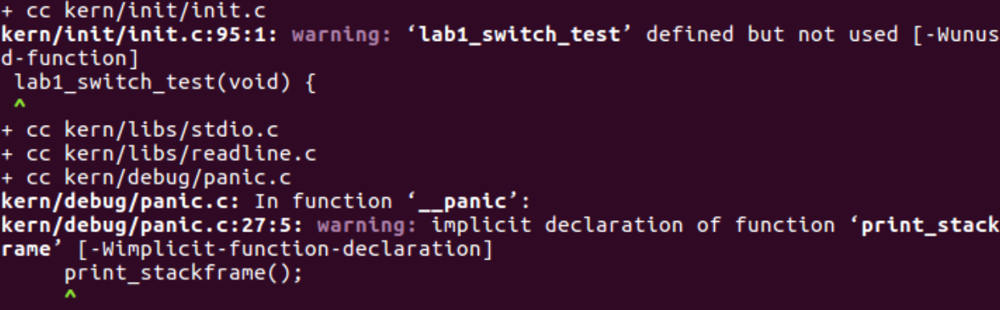 + cc kern/init/init.c
kern/init/init.c:95:1: warning: ‘lab1_switch_test’ defined but not used [-Wunus
d-function]
 lab1_switch_test(void) {
 ^
+ cc kern/libs/stdio.c
+ cc kern/libs/readline.c
+ cc kern/debug/panic.c
kern/debug/panic.c: In function ‘__panic’:
kern/debug/panic.c:27:5: warning: implicit declaration of function ‘print_stack
rame’ [-Wimplicit-function-declaration]
     print_stackframe();
     ^